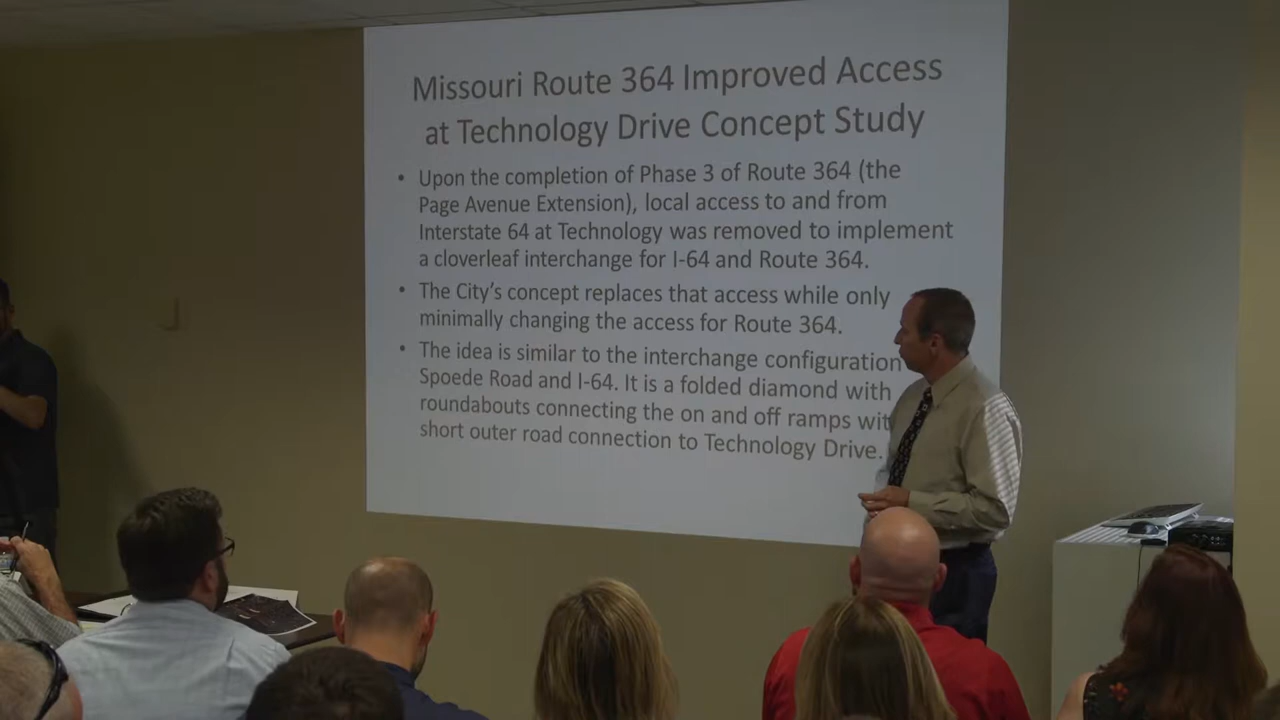 Missouri Route 364 Improved Access
at Technology Drive Concept Study
• Upon the completion of Phase 3 of Route 364 (the
Page Avenue Extension), local access to and from
Interstate 64 at Technology was removed to implement
a cloverleaf interchange for I-64 and Route 364.
• The City's concept replaces that access while only
minimally changing the access for Route 364.
• The idea is similar to the interchange configuration
Spoede Road and I-64. It is a folded diamond with
roundabouts connecting the on and off ramps
short outer road connection to Technology Drive.